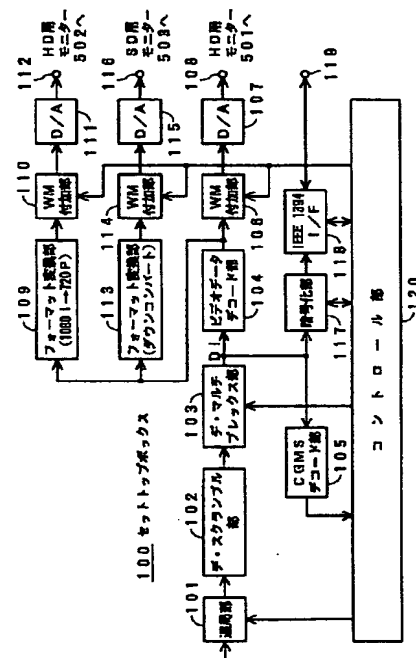 100 セットトップボックス
101
選局部
102
デ・スクランブル
部
103
デ・マルチ
プレックス部
D1
104
ビデオデータ
デコード部
105
CGMS
デコード部
106
WM
付加部
107
D/A
108
HD用
モニター
501へ
109
フォーマット変換部
(1080I→720P)
110
WM
付加部
111
D/A
112
HD用
モニター
502へ
113
フォーマット変換部
(ダウンコンバート)
114
WM
付加部
115
D/A
116
SD用
モニター
503へ
117
暗号化部
118
IEEE 1394
I/F
119
コントロール部
120